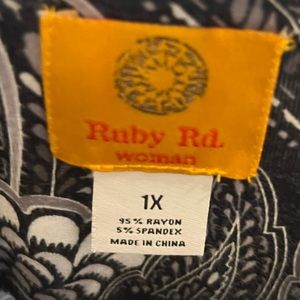 Ruby Rd.
woman
1X
95% RAYON
5% SPANDEX
MADE IN CHINA